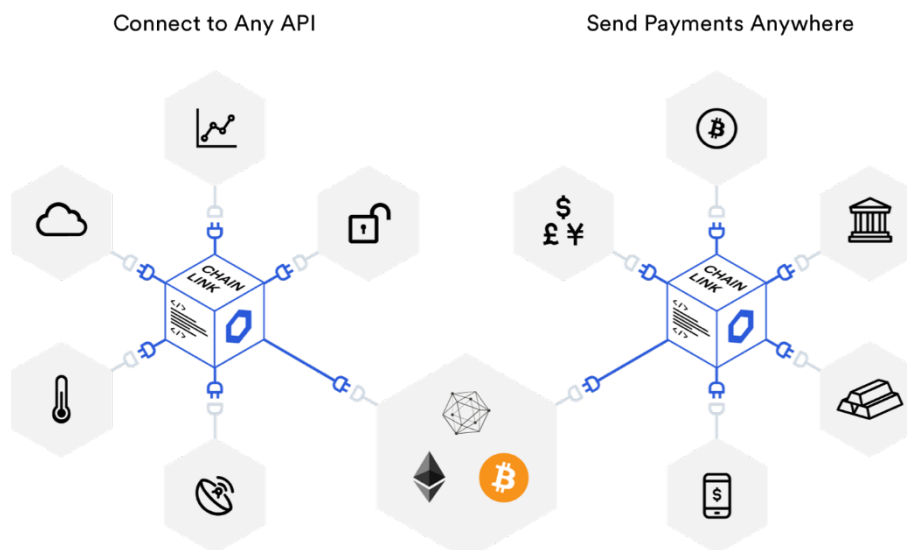 Connect to Any API
Send Payments Anywhere
$
£ ¥
CHAIN
LINK
<!>
<!>
CHAIN
LINK
<!>
<!>
$